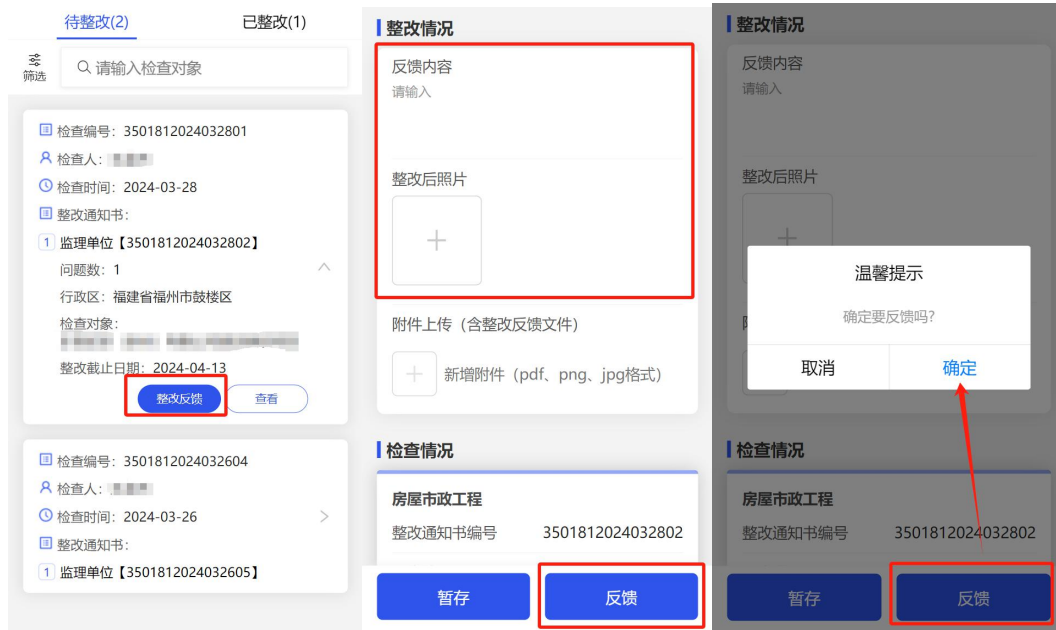 待整改(2)
已整改(1)
筛选
请输入检查对象
检查编号：3501812024032801
检查人：
检查时间：2024-03-28
整改通知书：
1 监理单位【3501812024032802】
问题数：1
行政区：福建省福州市鼓楼区
检查对象：
整改截止日期：2024-04-13
整改反馈
查看
检查编号：3501812024032604
检查人：
检查时间：2024-03-26
整改通知书：
1 监理单位【3501812024032605】
整改情况
反馈内容
请输入
整改后照片
附件上传（含整改反馈文件）
新增附件（pdf、png、jpg格式）
检查情况
房屋市政工程
整改通知书编号 3501812024032802
暂存
反馈
整改情况
反馈内容
请输入
整改后照片
温馨提示
确定要反馈吗?
取消
确定
检查情况
房屋市政工程
整改通知书编号 3501812024032802
暂存
反馈